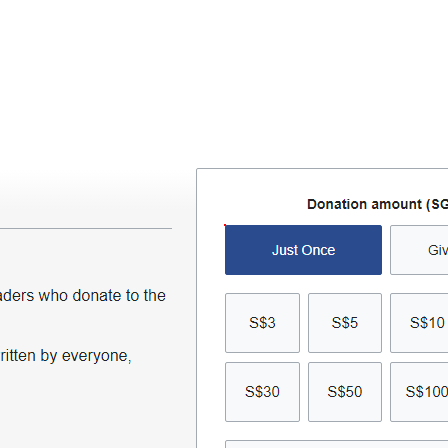 Donation amount (SG
Just Once
Giv
aders who donate to the
S$3
S$5
S$10
ritten by everyone,
S$30
S$50
S$100